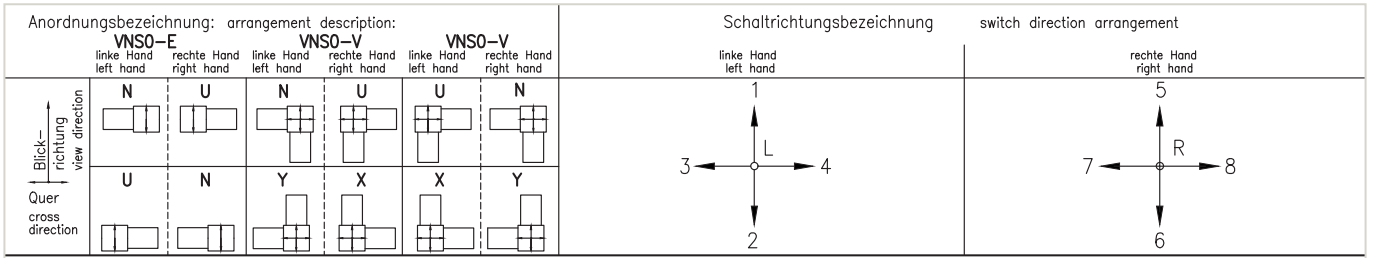 Anordnungsbezeichnung: arrangement description:
Schaltrichtungsbezeichnung switch direction arrangement
VNSO-E VNSO-V VNSO-V
linke Hand rechte Hand linke Hand rechte Hand linke Hand rechte Hand
left hand right hand left hand right hand left hand right hand
linke Hand
left hand
rechte Hand
right hand
Blick-
richtung
view direction
N U N U U N
Quer
cross
direction
U N Y X X Y
1
L
3 4
2
5
R
7 8
6